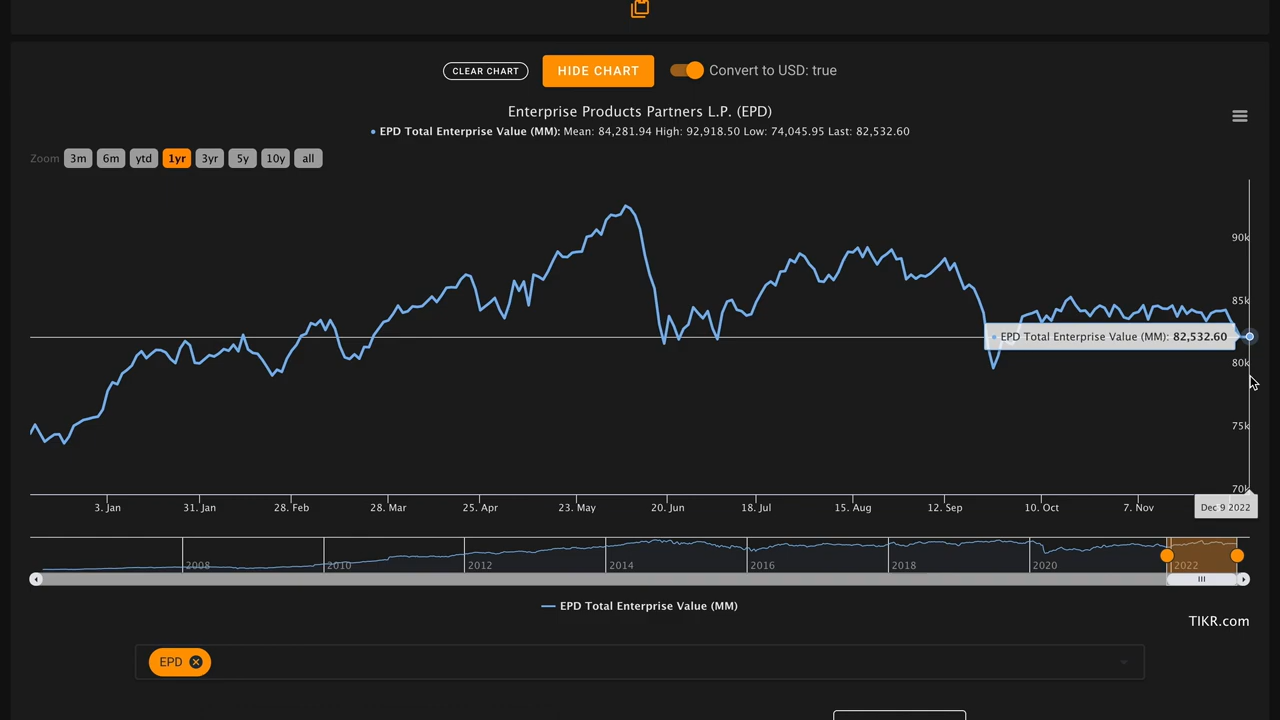 CLEAR CHART HIDE CHART Convert to USD: true
Enterprise Products Partners L.P. (EPD)
EPD Total Enterprise Value (MM): Mean: 84,281.94 High: 92,918.50 Low: 74,045.95 Last: 82,532.60
Zoom 3m 6m ytd 1yr 3yr 5y 10y all
90k
85k
EPD Total Enterprise Value (MM): 82,532.60
80k
75k
70k
3. Jan 31. Jan 28. Feb 28. Mar 25. Apr 23. May 20. Jun 18. Jul 15. Aug 12. Sep 10. Oct 7. Nov Dec 9 2022
2008 2010 2012 2014 2016 2018 2020 2022
EPD Total Enterprise Value (MM)
TIKR.com
EPD